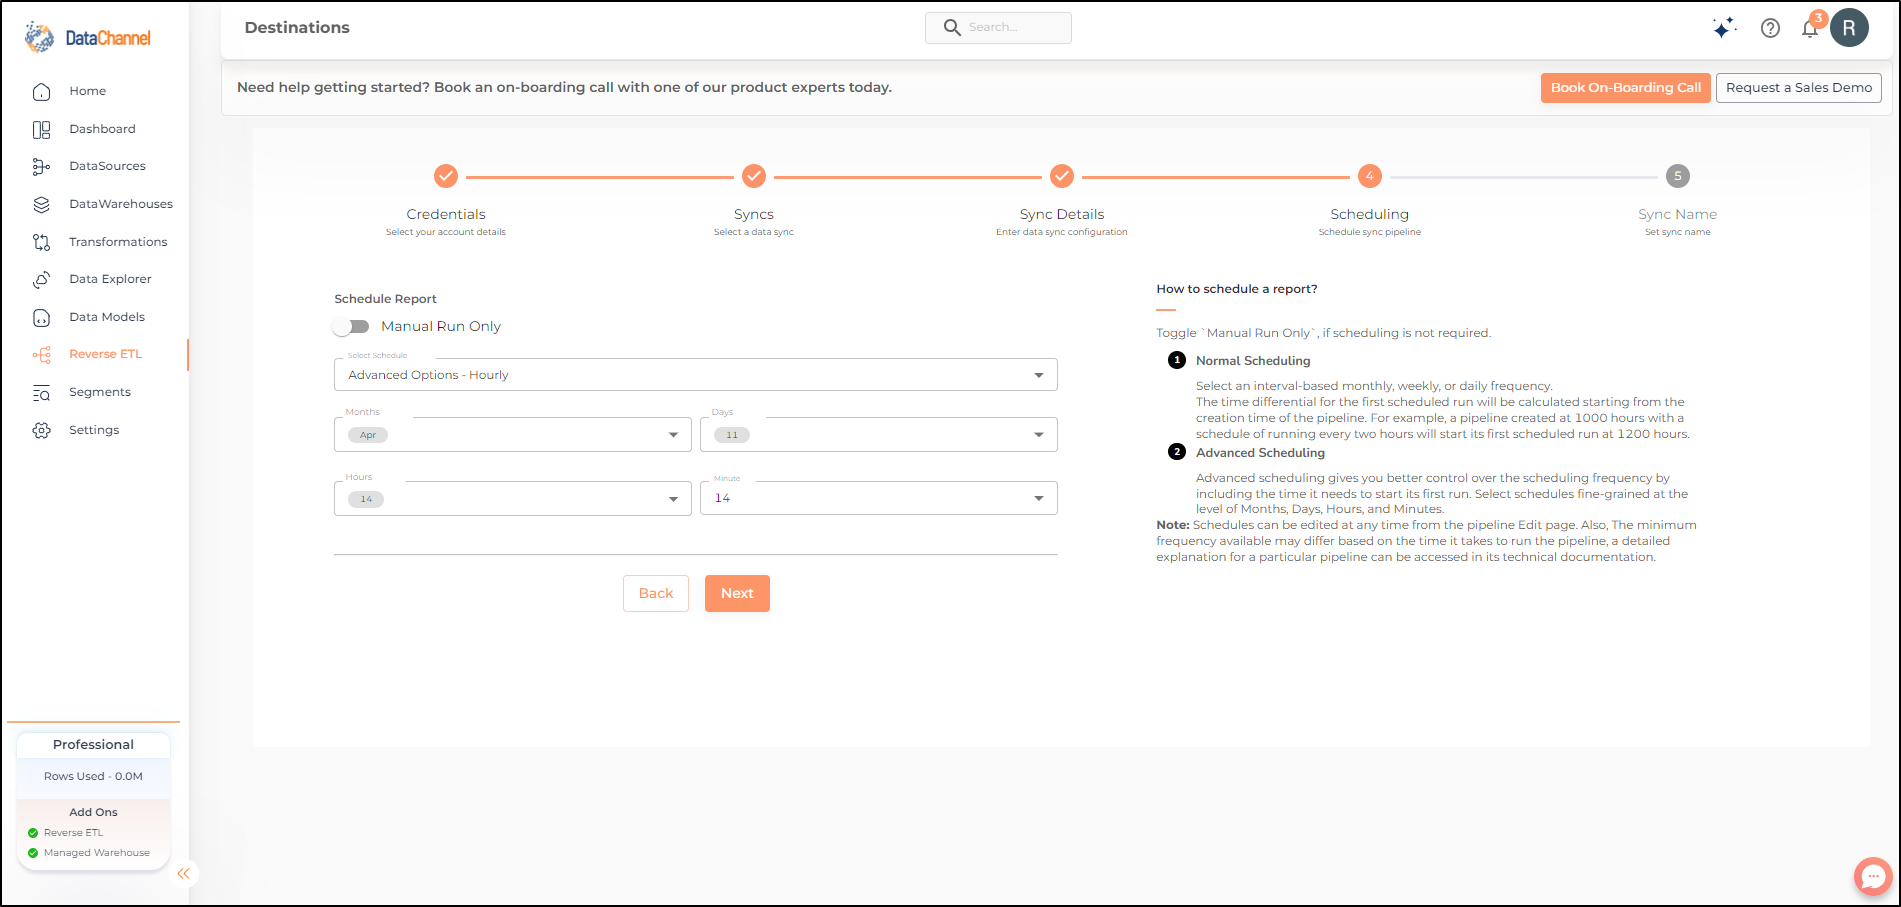 DataChannel
Destinations
Search...
3
R
Need help getting started? Book an on-boarding call with one of our product experts today.
Book On-Boarding Call
Request a Sales Demo
Home
Dashboard
DataSources
DataWarehouses
Transformations
Data Explorer
Data Models
Reverse ETL
Segments
Settings
4
5
Credentials
Select your account details
Syncs
Select a data sync
Sync Details
Enter data sync configuration
Scheduling
Schedule sync pipeline
Sync Name
Set sync name
Schedule Report
Manual Run Only
Select Schedule
Advanced Options - Hourly
Months
Apr
Days
11
Hours
14
Minute
14
Back
Next
How to schedule a report?
Toggle `Manual Run Only`, if scheduling is not required.
1 Normal Scheduling
Select an interval-based monthly, weekly, or daily frequency.
The time differential for the first scheduled run will be calculated starting from the
creation time of the pipeline. For example, a pipeline created at 1000 hours with a
schedule of running every two hours will start its first scheduled run at 1200 hours.
2 Advanced Scheduling
Advanced scheduling gives you better control over the scheduling frequency by
including the time it needs to start its first run. Select schedules fine-grained at the
level of Months, Days, Hours, and Minutes.
Note: Schedules can be edited at any time from the pipeline Edit page. Also, The minimum
frequency available may differ based on the time it takes to run the pipeline, a detailed
explanation for a particular pipeline can be accessed in its technical documentation.
Professional
Rows Used - 0.0M
Add Ons
Reverse ETL
Managed Warehouse